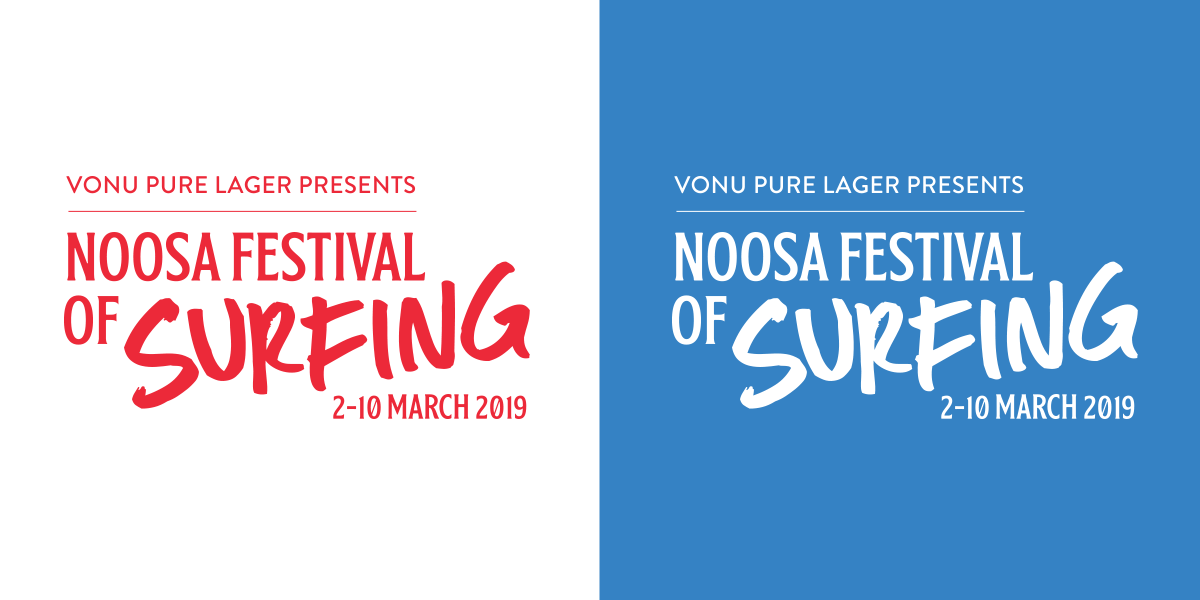 VONU PURE LAGER PRESENTS
NOOSA FESTIVAL
OF SURFING
2-10 MARCH 2019
VONU PURE LAGER PRESENTS
NOOSA FESTIVAL
OF SURFING
2-10 MARCH 2019